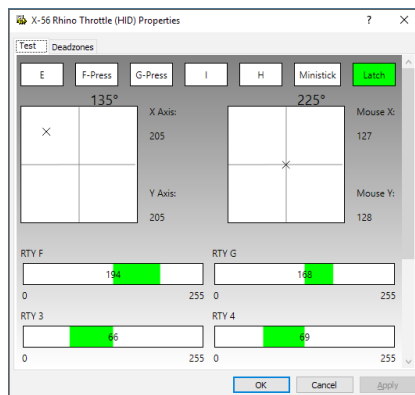 X-56 Rhino Throttle (HID) Properties
Test Deadzones
E F-Press G-Press I H Ministick Latch
135° 225°
X Axis: Mouse X:
205 127
Y Axis: Mouse Y:
205 128
RTY F RTY G
194 168
0 255 0 255
RTY 3 RTY 4
66 69
0 255 0 255
OK Cancel Apply